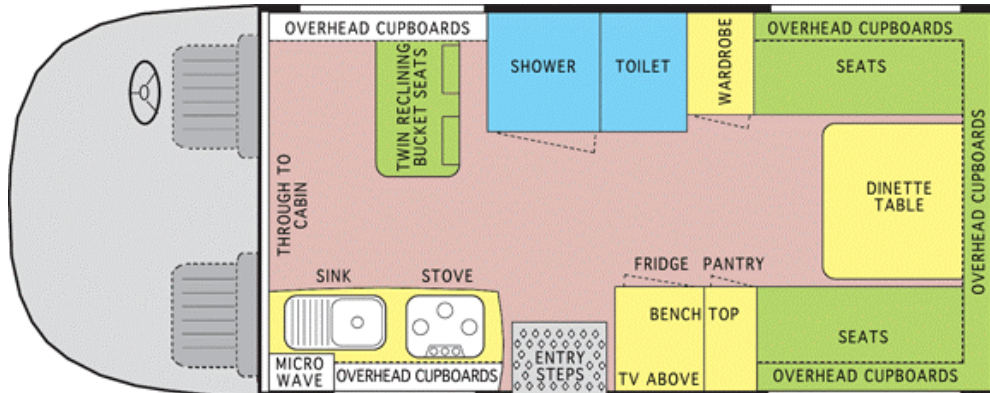 OVERHEAD CUPBOARDS
TWIN RECLINING
BUCKET SEATS
SHOWER
TOILET
WARDROBE
OVERHEAD CUPBOARDS
SEATS
THROUGH TO
CABIN
DINETTE
TABLE
OVERHEAD CUPBOARDS
SINK
STOVE
FRIDGE
PANTRY
BENCH TOP
SEATS
MICRO
WAVE
OVERHEAD CUPBOARDS
ENTRY
STEPS
TV ABOVE
OVERHEAD CUPBOARDS